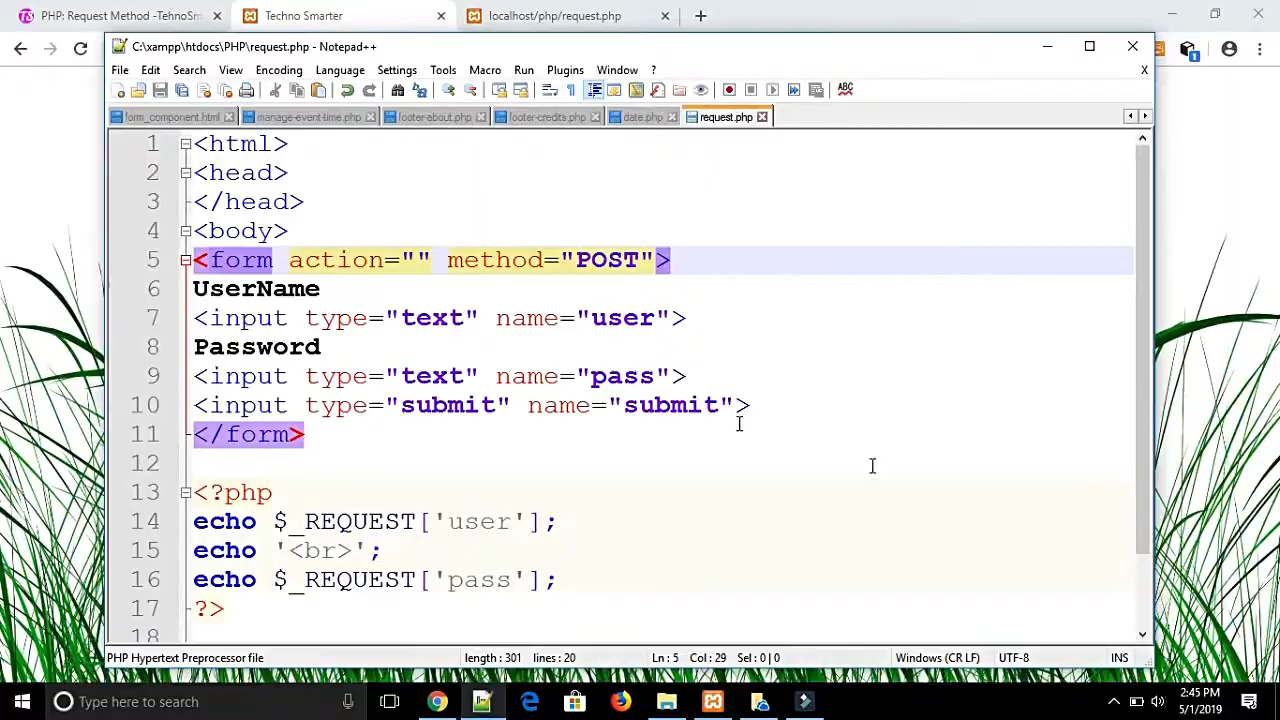 PHP: Request Method -TehnoSm
Techno Smarter
localhost/php/request.php
C:\xampp\htdocs\PHP\request.php - Notepad++
File Edit Search View Encoding Language Settings Tools Macro Run Plugins Window ?
X
ABC
form_component.html manage-event-time.php footer-about.php footer-credits.php date.php request.php
1 <html>
2 <head>
3 </head>
4 <body>
5 <form action="" method="POST">
6 UserName
7 <input type="text" name="user">
8 Password
9 <input type="text" name="pass">
10 <input type="submit" name="submit">
11 </form>
12
13 <?php
14 echo $_REQUEST['user'];
15 echo '<br>';
16 echo $_REQUEST['pass'];
17 ?>
18
PHP Hypertext Preprocessor file length : 301 lines : 20 Ln : 5 Col : 29 Sel : 0 | 0 Windows (CR LF) UTF-8 INS
Type here to search
2:45 PM
5/1/2019